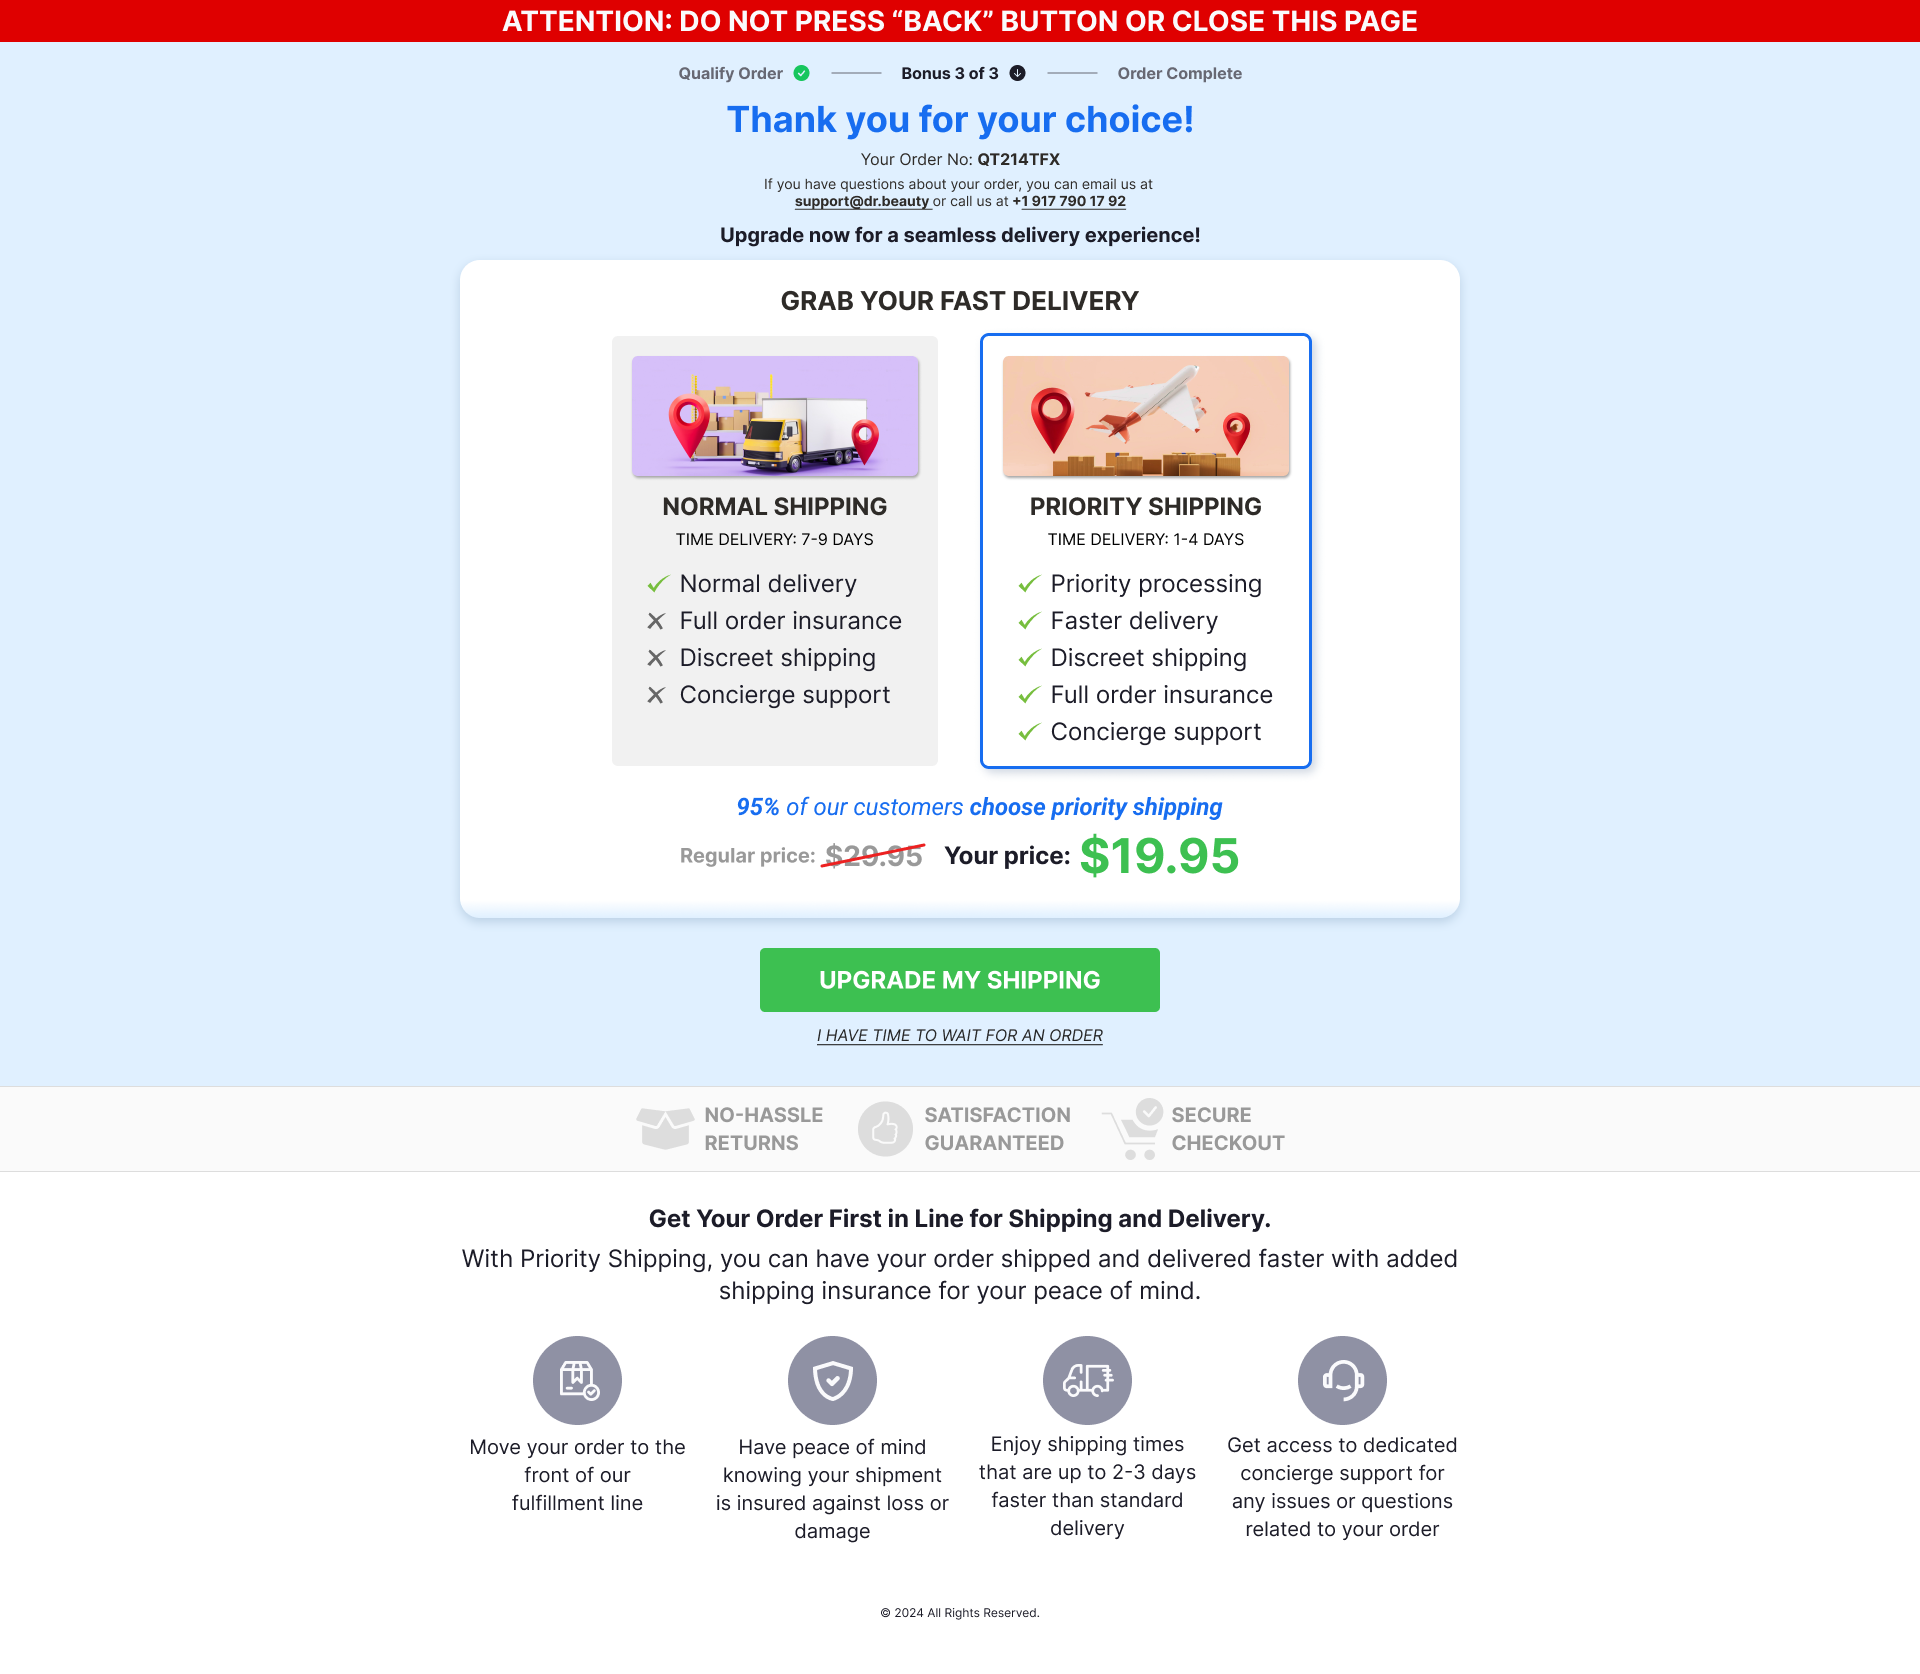 ATTENTION: DO NOT PRESS “BACK” BUTTON OR CLOSE THIS PAGE
Qualify Order
Bonus 3 of 3
Order Complete
Thank you for your choice!
Your Order No: QT214TFX
If you have questions about your order, you can email us at
support@dr.beauty or call us at +1 917 790 17 92
Upgrade now for a seamless delivery experience!
GRAB YOUR FAST DELIVERY
NORMAL SHIPPING
TIME DELIVERY: 7-9 DAYS
Normal delivery
Full order insurance
Discreet shipping
Concierge support
PRIORITY SHIPPING
TIME DELIVERY: 1-4 DAYS
Priority processing
Faster delivery
Discreet shipping
Full order insurance
Concierge support
95% of our customers choose priority shipping
Regular price: $29.95 Your price: $19.95
UPGRADE MY SHIPPING
I HAVE TIME TO WAIT FOR AN ORDER
NO-HASSLE
RETURNS
SATISFACTION
GUARANTEED
SECURE
CHECKOUT
Get Your Order First in Line for Shipping and Delivery.
With Priority Shipping, you can have your order shipped and delivered faster with added
shipping insurance for your peace of mind.
Move your order to the
front of our
fulfillment line
Have peace of mind
knowing your shipment
is insured against loss or
damage
Enjoy shipping times
that are up to 2-3 days
faster than standard
delivery
Get access to dedicated
concierge support for
any issues or questions
related to your order
© 2024 All Rights Reserved.